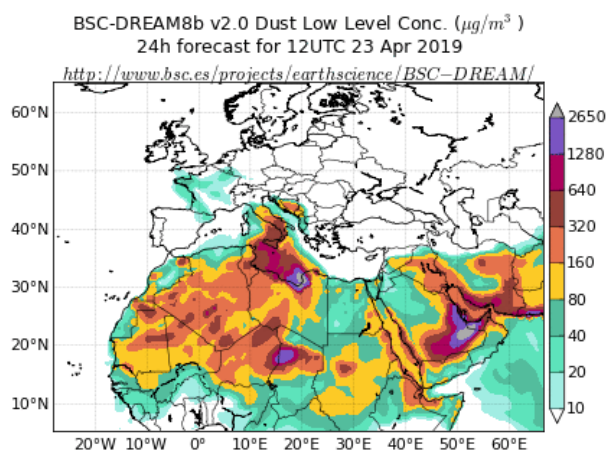 BSC-DREAM8b v2.0 Dust Low Level Conc. (μg/m³ )
24h forecast for 12UTC 23 Apr 2019
http://www.bsc.es/projects/earthscience/BSC−DREAM/
60°N
50°N
40°N
30°N
20°N
10°N
20°W 10°W 0° 10°E 20°E 30°E 40°E 50°E 60°E
2650
1280
640
320
160
80
40
20
10